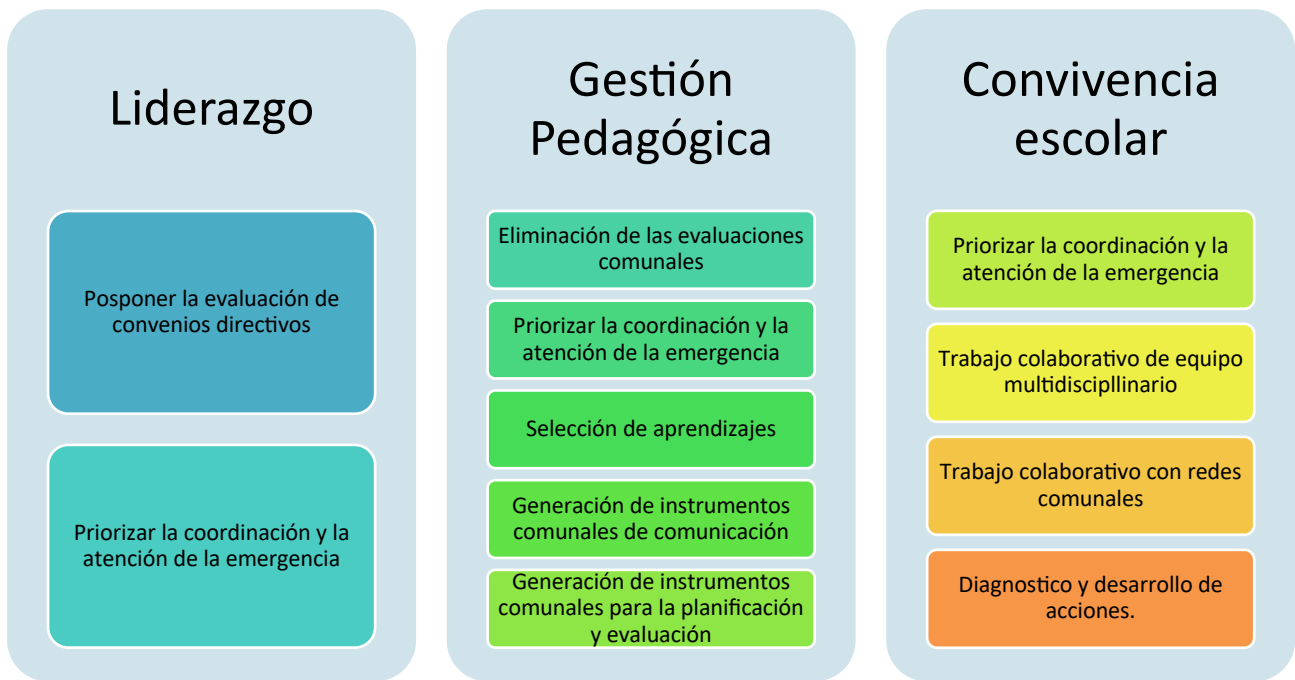 Liderazgo
Posponer la evaluación de
convenios directivos
Priorizar la coordinación y la
atención de la emergencia
Gestión
Pedagógica
Eliminación de las evaluaciones
comunales
Priorizar la coordinación y la
atención de la emergencia
Selección de aprendizajes
Generación de instrumentos
comunales de comunicación
Generación de instrumentos
comunales para la planificación
y evaluación
Convivencia
escolar
Priorizar la coordinación y la
atención de la emergencia
Trabajo colaborativo de equipo
multidiscipllinario
Trabajo colaborativo con redes
comunales
Diagnostico y desarrollo de
acciones.